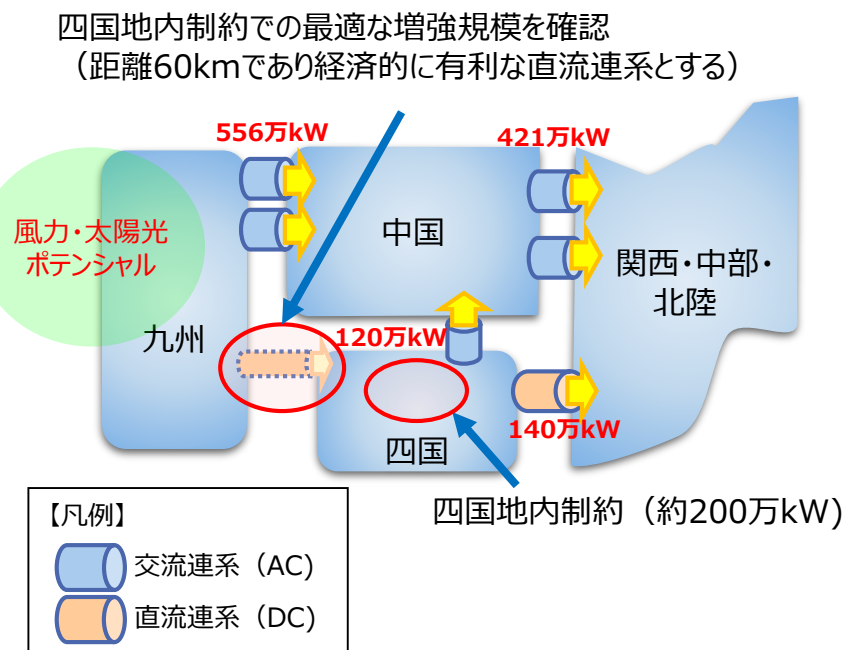 四国地内制約での最適な増強規模を確認
（距離60kmであり経済的に有利な直流連系とする）
556万kW
421万kW
風力・太陽光
ポテンシャル
中国
関西・中部・
北陸
九州
120万kW
140万kW
四国
四国地内制約（約200万kW)
【凡例】
交流連系（AC)
直流連系（DC)